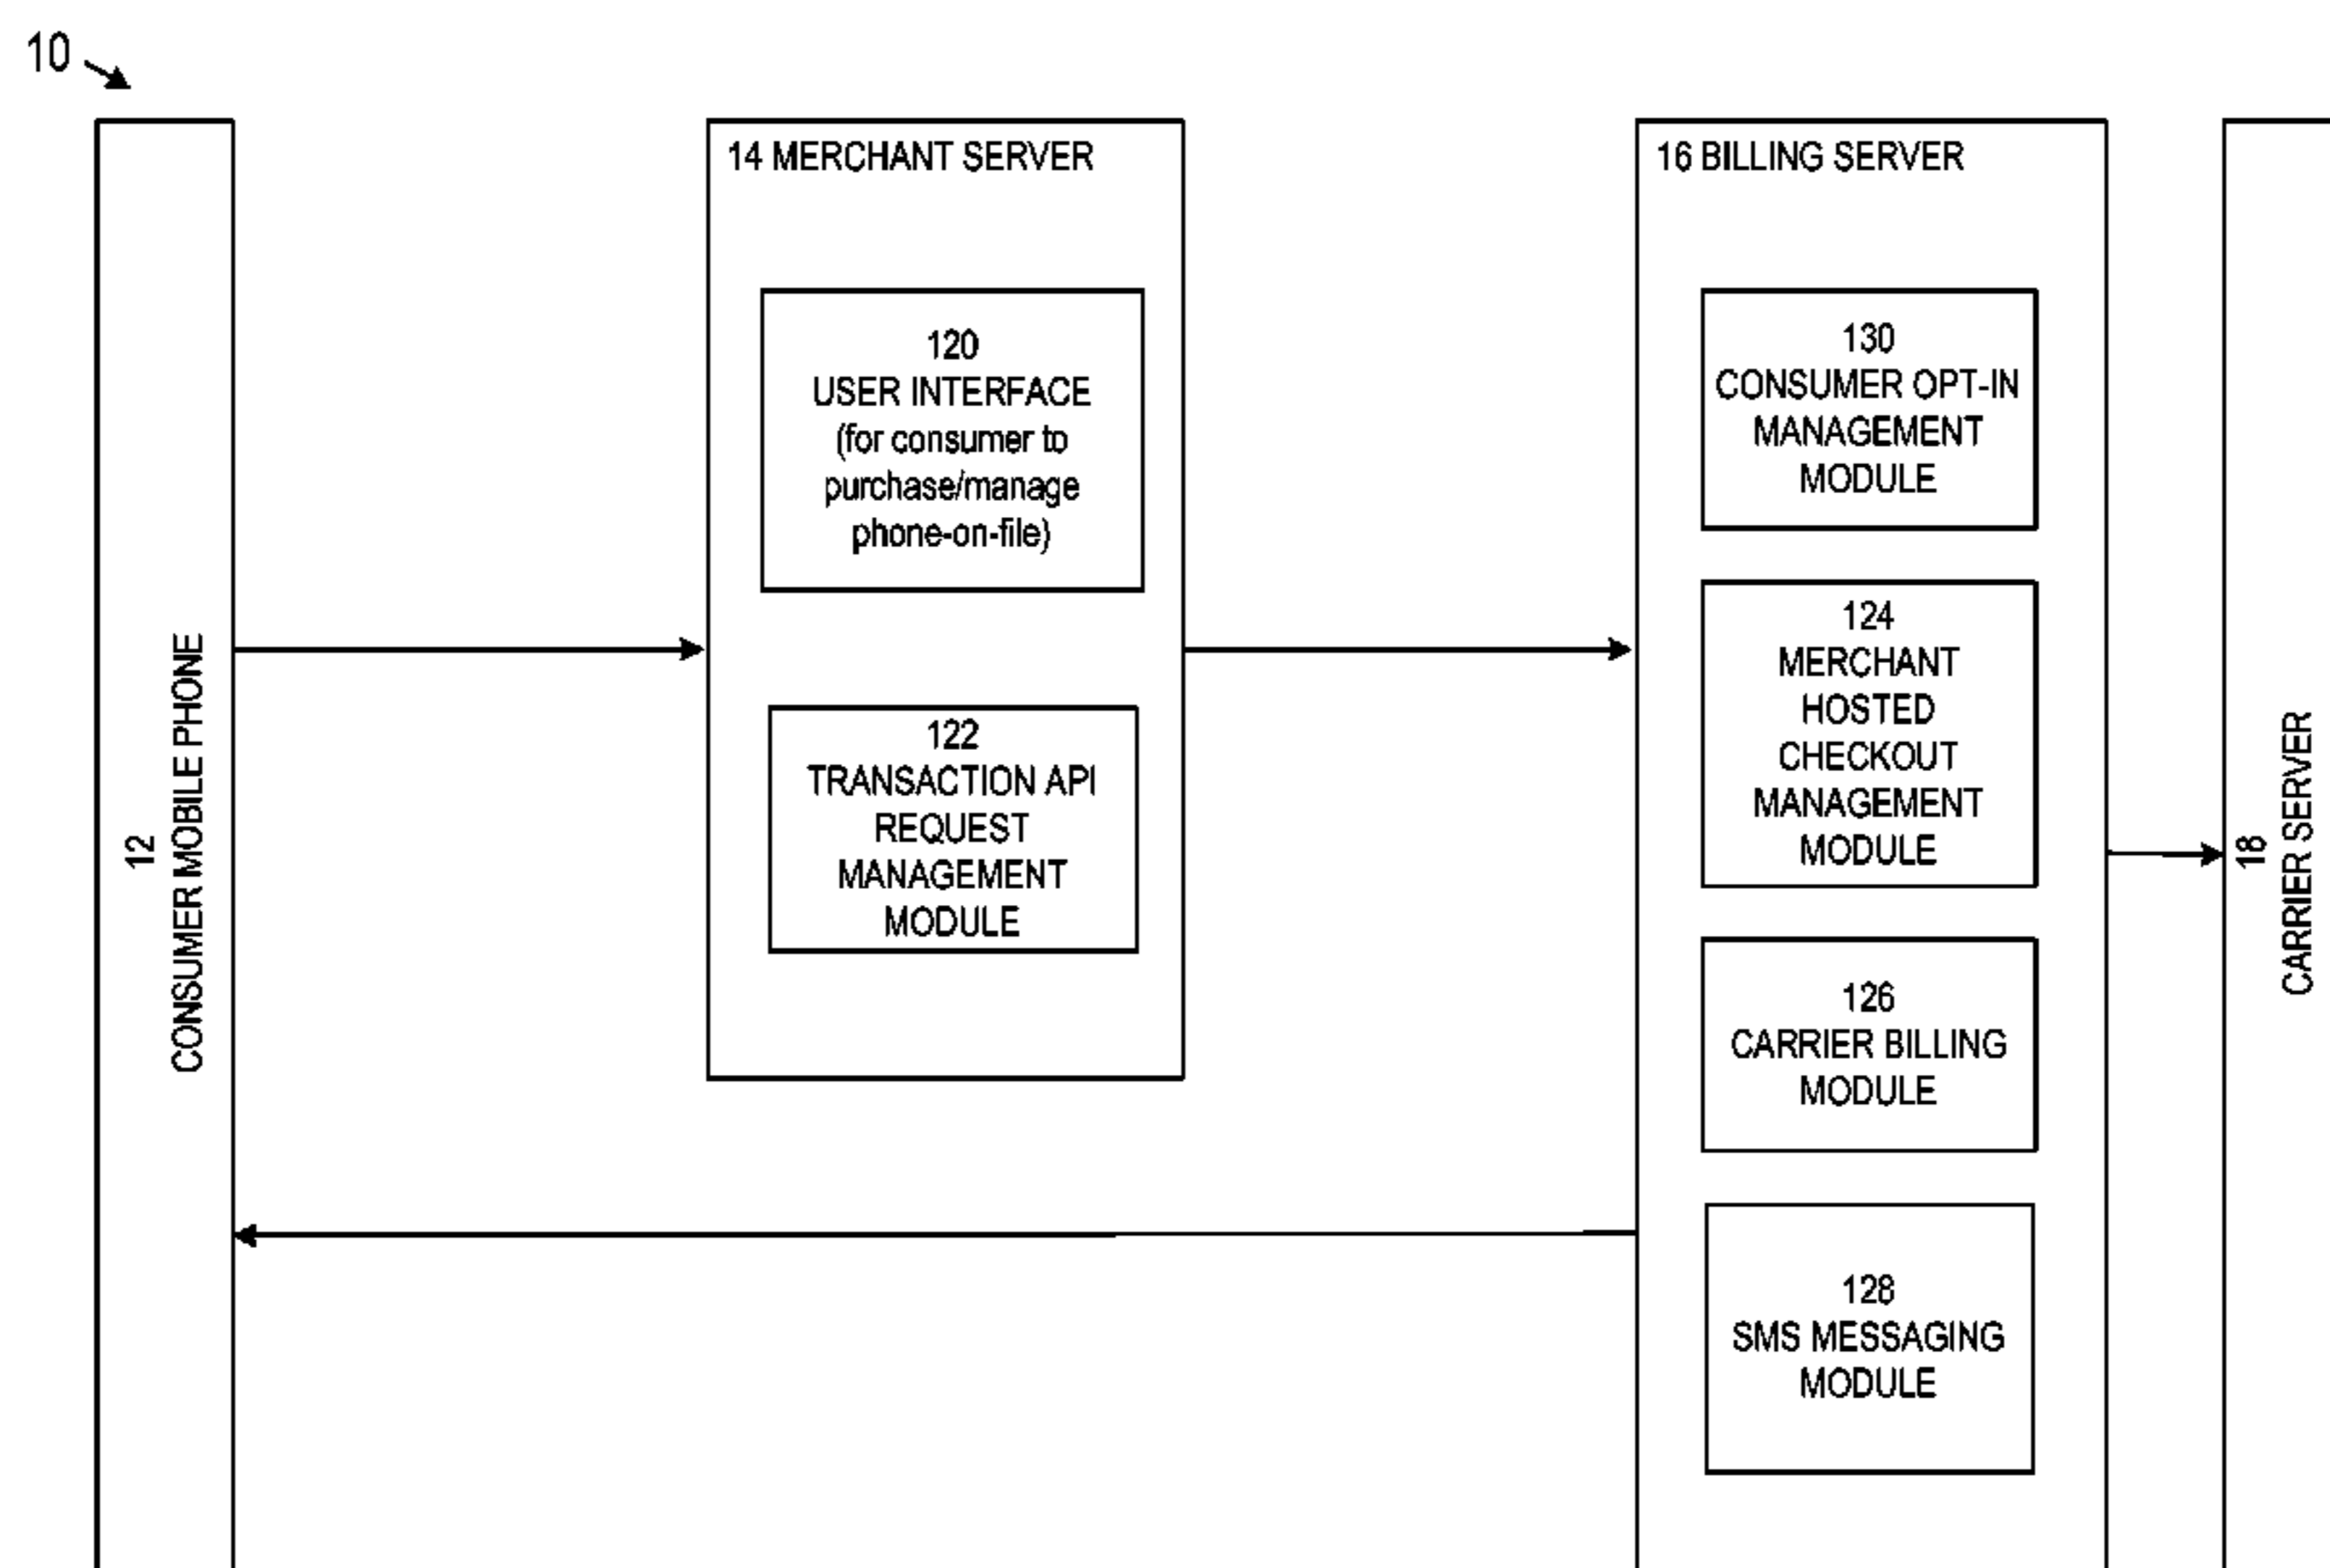 10
12
CONSUMER MOBILE PHONE
14 MERCHANT SERVER
120
USER INTERFACE
(for consumer to
purchase/manage
phone-on-file)
122
TRANSACTION API
REQUEST
MANAGEMENT
MODULE
16 BILLING SERVER
130
CONSUMER OPT-IN
MANAGEMENT
MODULE
124
MERCHANT
HOSTED
CHECKOUT
MANAGEMENT
MODULE
126
CARRIER BILLING
MODULE
128
SMS MESSAGING
MODULE
18
CARRIER SERVER